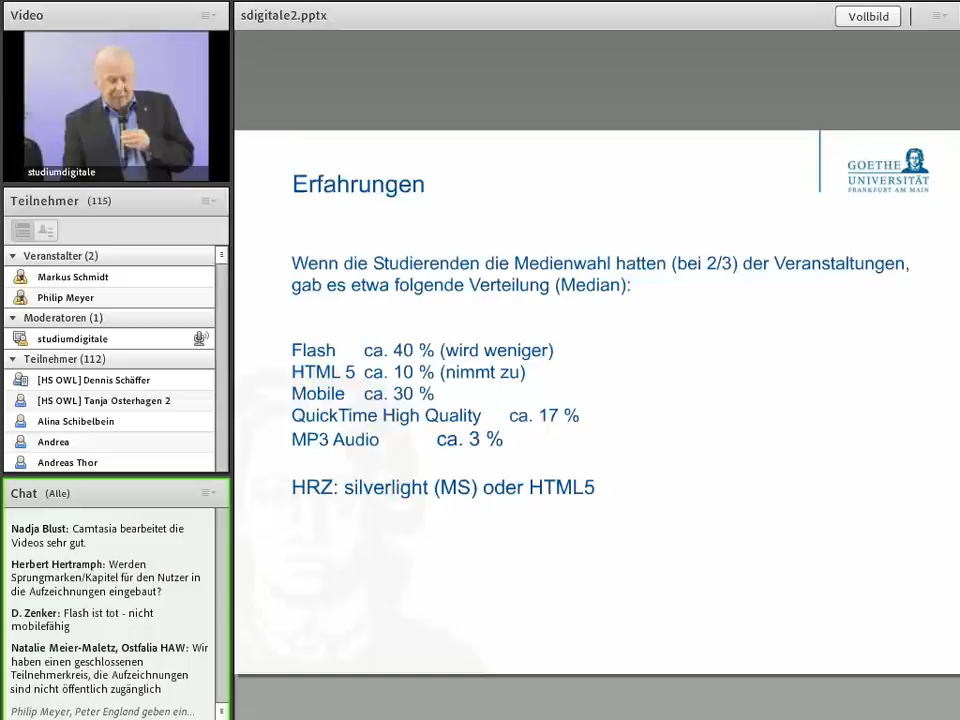 Video
studiumdigitale
Teilnehmer (115)
Veranstalter (2)
Markus Schmidt
Philip Meyer
Moderatoren (1)
studiumdigitale
Teilnehmer (112)
[HS OWL] Dennis Schäffer
[HS OWL] Tanja Osterhagen 2
Alina Schibelbein
Andrea
Andreas Thor
Chat (Alle)
Nadja Blust: Camtasia bearbeitet die
Videos sehr gut.
Herbert Hertramph: Werden
Sprungmarken/Kapitel für den Nutzer in
die Aufzeichnungen eingebaut?
D. Zenker: Flash ist tot - nicht
mobilefähig
Natalie Meier-Maletz, Ostfalia HAW: Wir
haben einen geschlossenen
Teilnehmerkreis, die Aufzeichnungen
sind nicht öffentlich zugänglich
Philip Meyer, Peter England geben ein...
sdigitale2.pptx
Vollbild
GOETHE
UNIVERSITÄT
FRANKFURT AM MAIN
Erfahrungen
Wenn die Studierenden die Medienwahl hatten (bei 2/3) der Veranstaltungen,
gab es etwa folgende Verteilung (Median):
Flash ca. 40 % (wird weniger)
HTML 5 ca. 10 % (nimmt zu)
Mobile ca. 30 %
QuickTime High Quality ca. 17 %
MP3 Audio ca. 3 %
HRZ: silverlight (MS) oder HTML5